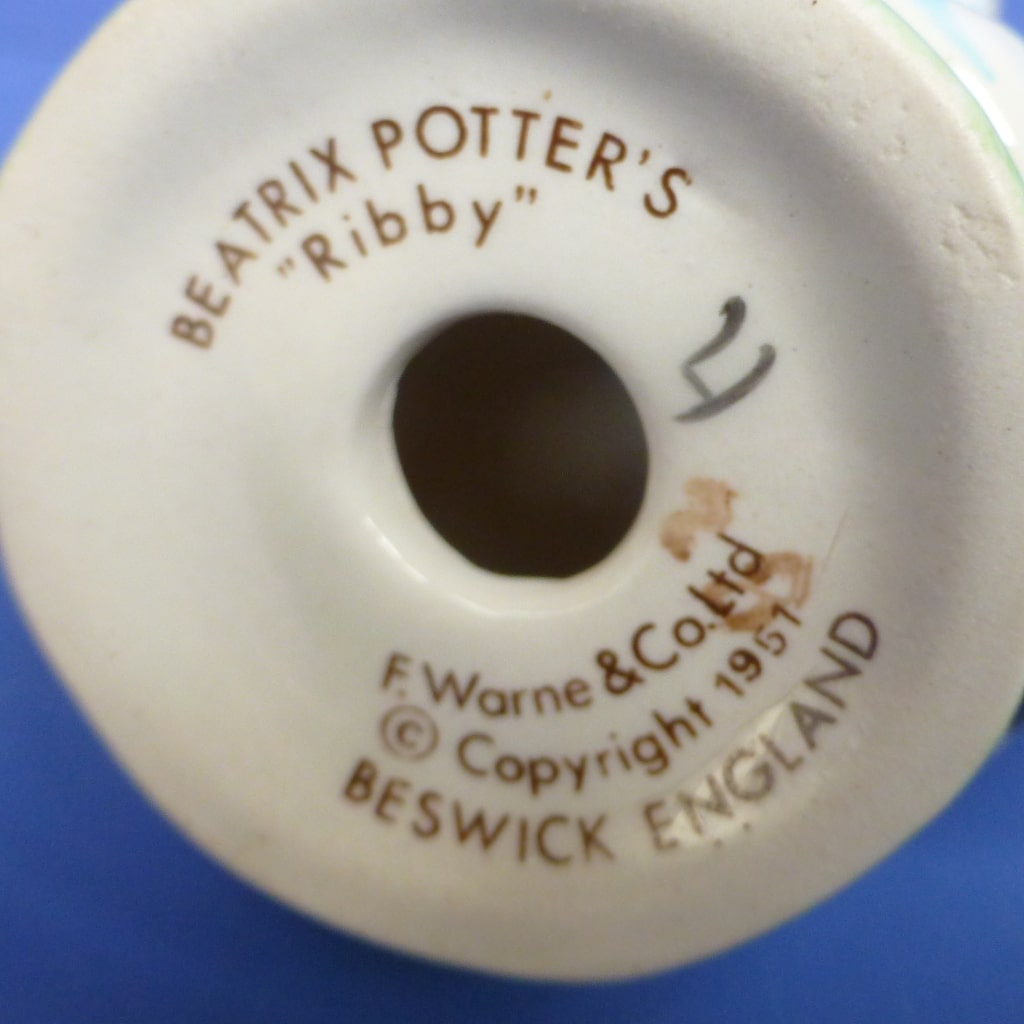 BEATRIX POTTER'S
"Ribby"
F. Warne & Co. Ltd
© Copyright 1951
BESWICK ENGLAND